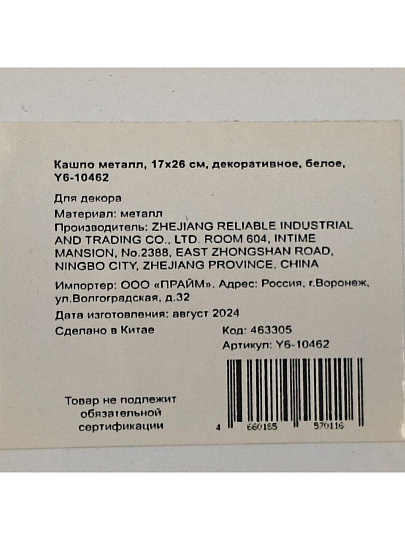 Кашпо металл, 17х26 см, декоративное, белое,
Y6-10462
Для декора
Материал: металл
Производитель: ZHEJIANG RELIABLE INDUSTRIAL
AND TRADING CO., LTD. ROOM 604, INTIME
MANSION, No.2388, EAST ZHONGSHAN ROAD,
NINGBO CITY, ZHEJIANG PROVINCE, CHINA
Импортер: ООО «ПРАЙМ», Адрес: Россия, г.Воронеж,
ул.Волгоградская, д.32
Дата изготовления: август 2024
Сделано в Китае
Код: 463305
Артикул: Y6-10462
Товар не подлежит
обязательной
сертификации
4 660185 570116